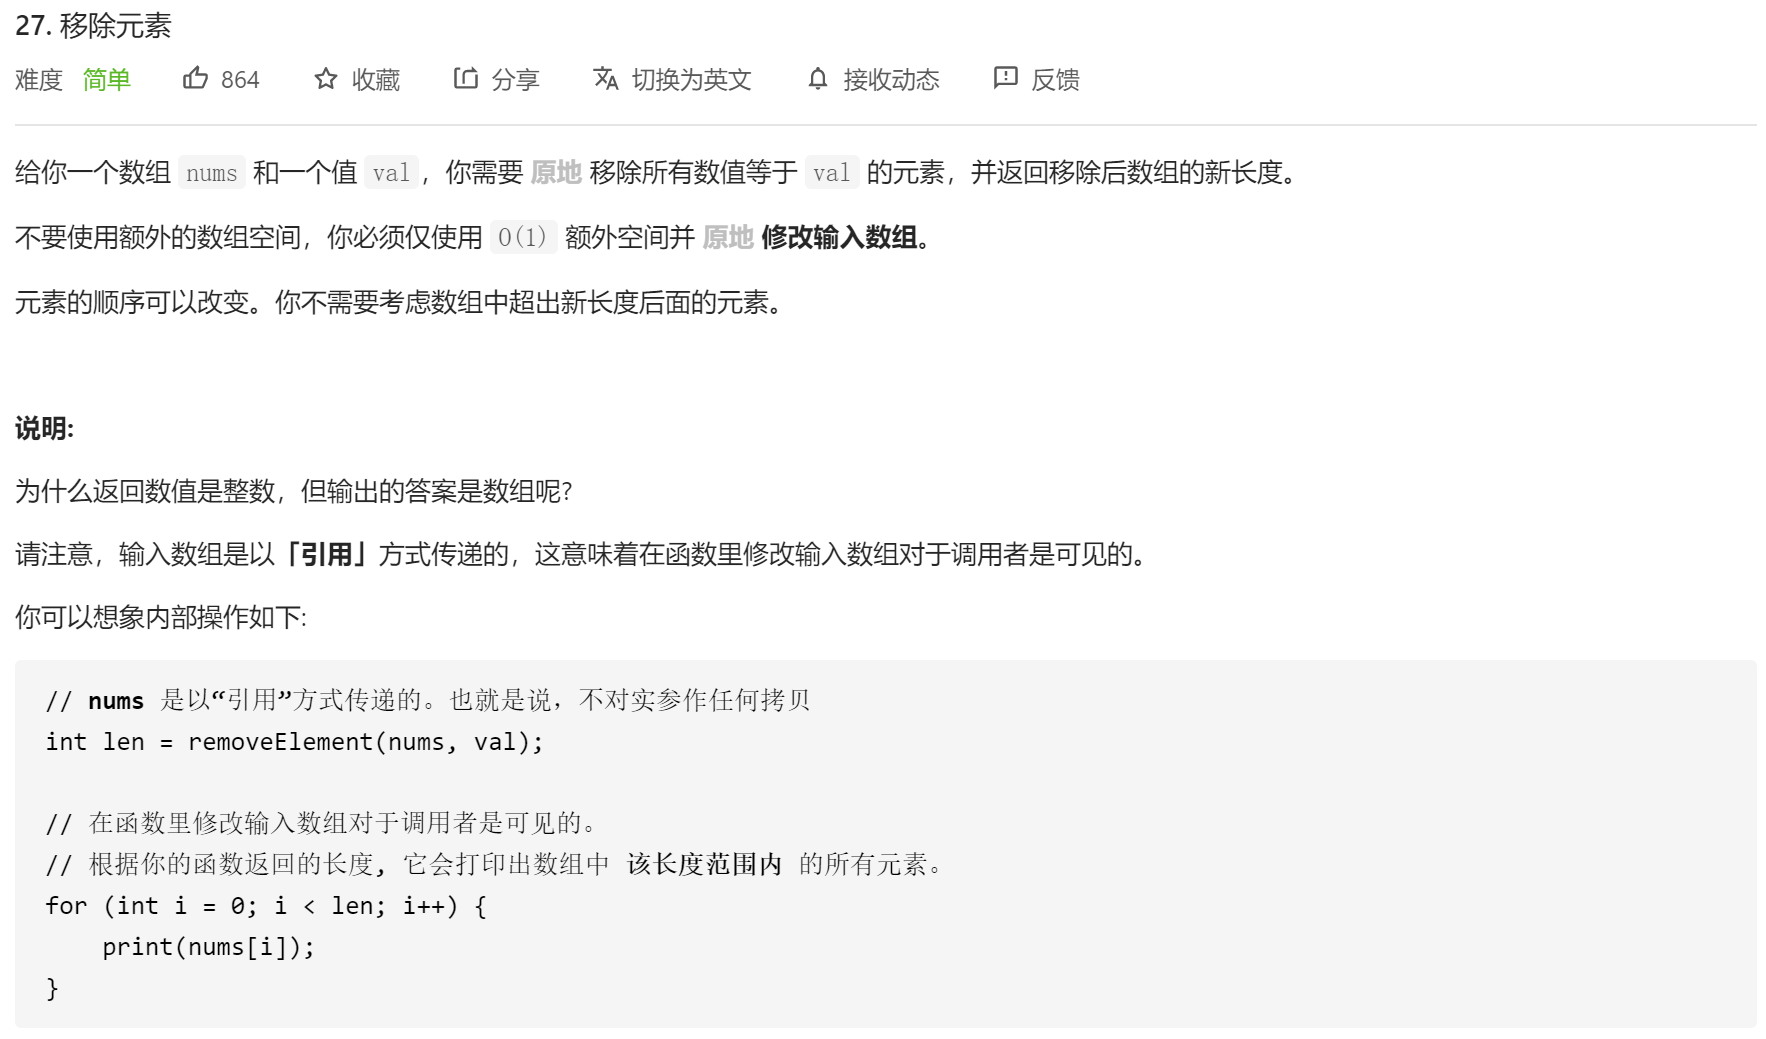 27. 移除元素
难度 简单 864 收藏 分享 切换为英文 接收动态 反馈
给你一个数组 nums 和一个值 val，你需要 原地 移除所有数值等于 val 的元素，并返回移除后数组的新长度。
不要使用额外的数组空间，你必须仅使用 O(1) 额外空间并 原地 修改输入数组。
元素的顺序可以改变。你不需要考虑数组中超出新长度后面的元素。
说明:
为什么返回数值是整数，但输出的答案是数组呢?
请注意，输入数组是以「引用」方式传递的，这意味着在函数里修改输入数组对于调用者是可见的。
你可以想象内部操作如下:
// nums 是以“引用”方式传递的。也就是说，不对实参作任何拷贝
int len = removeElement(nums, val);
// 在函数里修改输入数组对于调用者是可见的。
// 根据你的函数返回的长度, 它会打印出数组中 该长度范围内 的所有元素。
for (int i = 0; i < len; i++) {
    print(nums[i]);
}